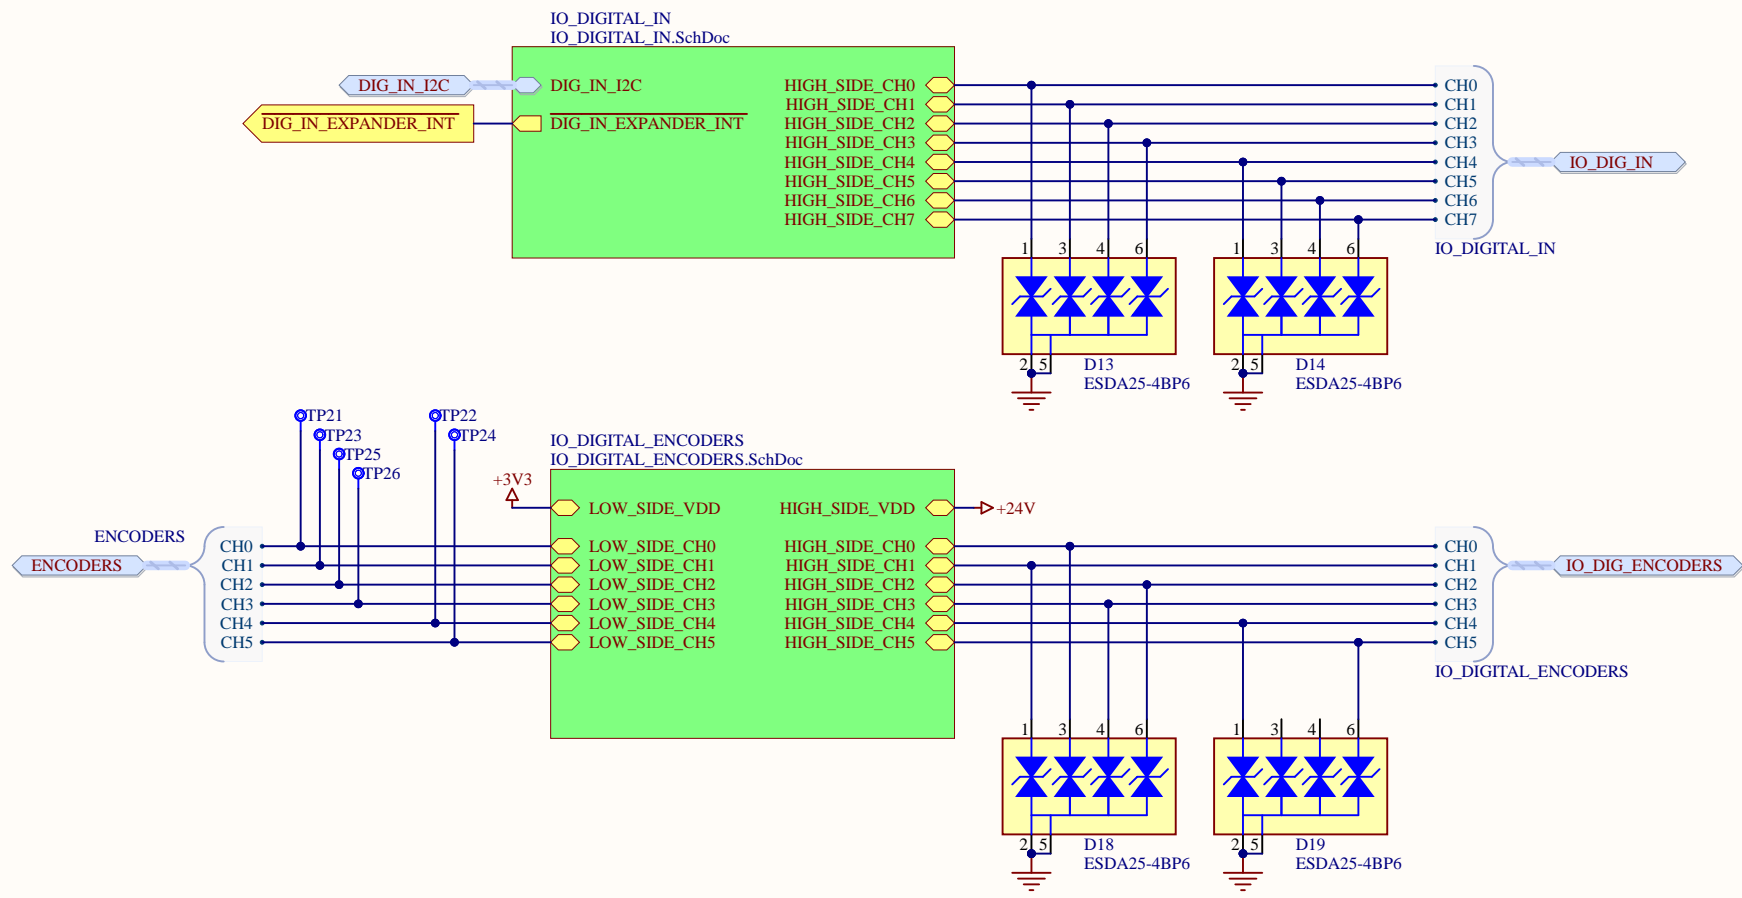 IO_DIGITAL_IN
IO_DIGITAL_IN.SchDoc
DIG_IN_I2C
DIG_IN_I2C
HIGH_SIDE_CH0
CH0
HIGH_SIDE_CH1
CH1
DIG_IN_EXPANDER_INT
DIG_IN_EXPANDER_INT
HIGH_SIDE_CH2
CH2
HIGH_SIDE_CH3
CH3
HIGH_SIDE_CH4
CH4
IO_DIG_IN
HIGH_SIDE_CH5
CH5
HIGH_SIDE_CH6
CH6
HIGH_SIDE_CH7
CH7
1 3 4 6
1 3 4 6
IO_DIGITAL_IN
2 5
D13
ESDA25-4BP6
2 5
D14
ESDA25-4BP6
TP21
TP22
TP23
TP24
TP25
TP26
IO_DIGITAL_ENCODERS
IO_DIGITAL_ENCODERS.SchDoc
+3V3
LOW_SIDE_VDD
HIGH_SIDE_VDD
+24V
ENCODERS
ENCODERS
CH0
LOW_SIDE_CH0
HIGH_SIDE_CH0
CH0
CH1
LOW_SIDE_CH1
HIGH_SIDE_CH1
CH1
IO_DIG_ENCODERS
CH2
LOW_SIDE_CH2
HIGH_SIDE_CH2
CH2
CH3
LOW_SIDE_CH3
HIGH_SIDE_CH3
CH3
CH4
LOW_SIDE_CH4
HIGH_SIDE_CH4
CH4
CH5
LOW_SIDE_CH5
HIGH_SIDE_CH5
CH5
IO_DIGITAL_ENCODERS
1 3 4 6
1 3 4 6
2 5
D18
ESDA25-4BP6
2 5
D19
ESDA25-4BP6